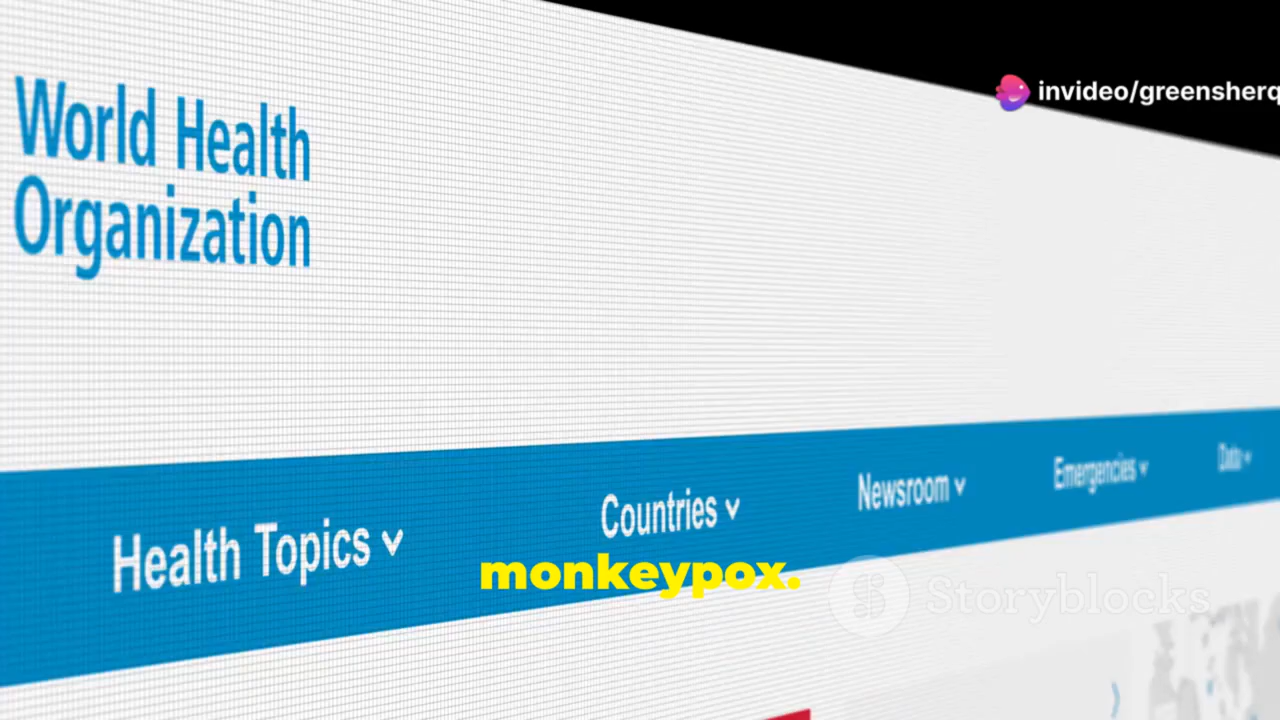 invideo/greensherq
World Health
Organization
Health Topics
Countries
Newsroom
Emergencies
Data
monkeypox.
Storyblocks